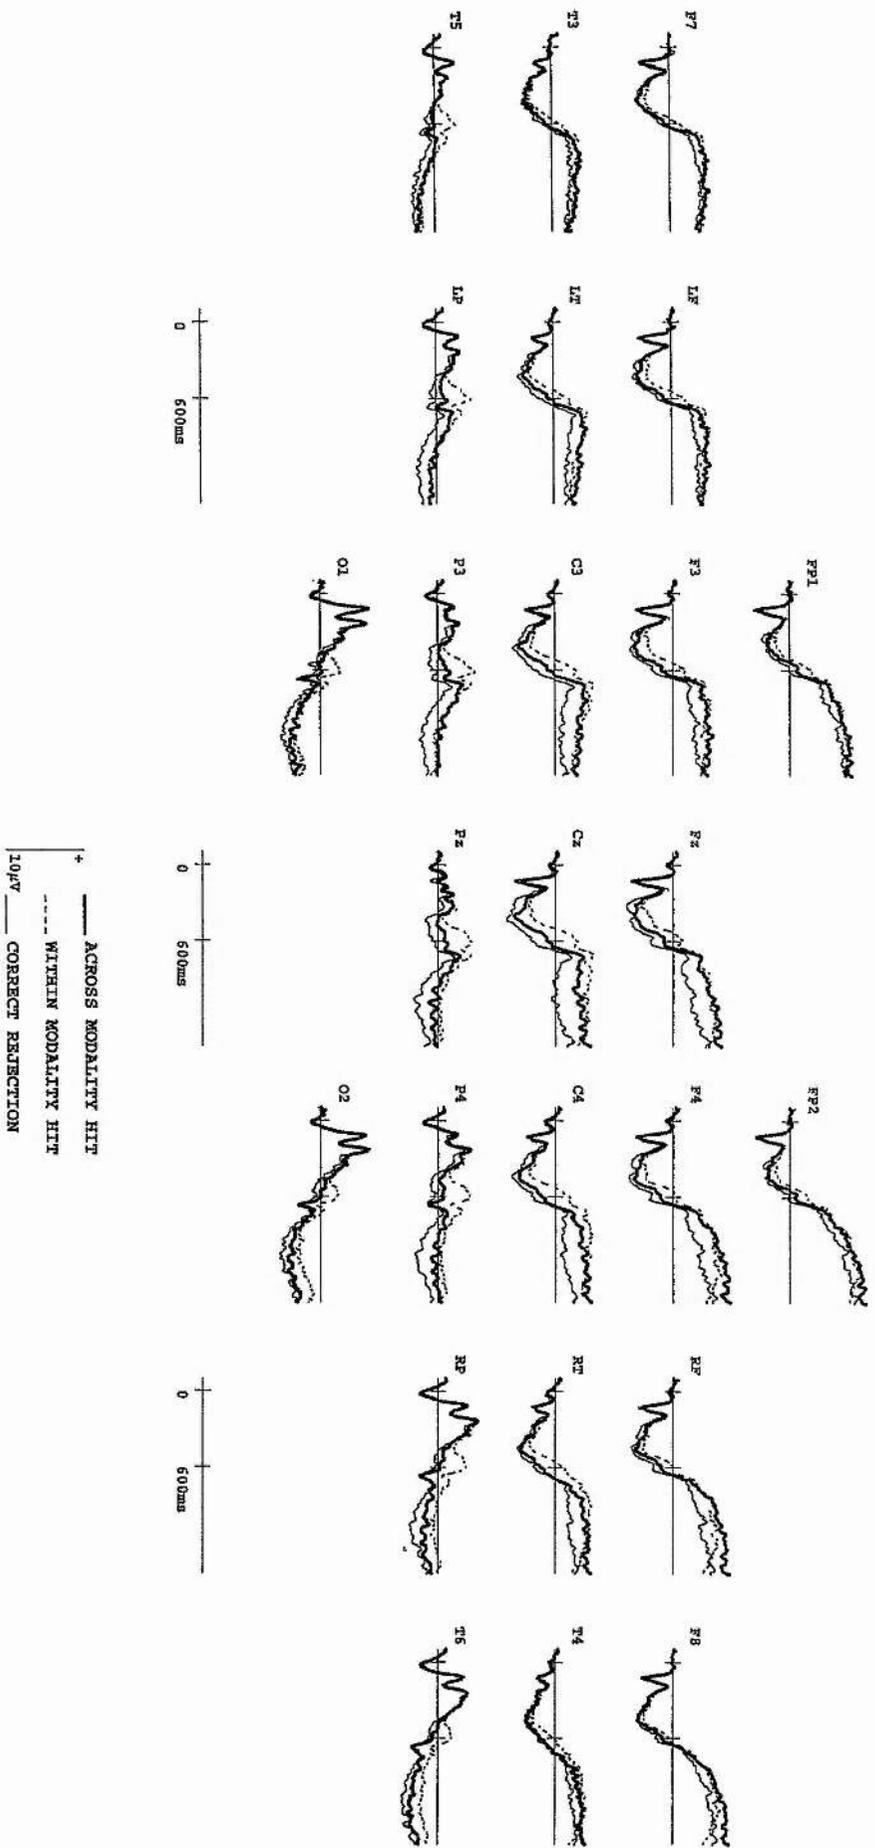 FP1 FP2
F7 LF F3 Fz F4 RF F8
T3 LT C3 Cz C4 RT T4
T5 LP P3 Pz P4 RP T6
O1 O2
0 600ms 0 600ms 0 600ms
ACROSS MODALITY HIT
+
WITHIN MODALITY HIT
10µV
CORRECT REJECTION